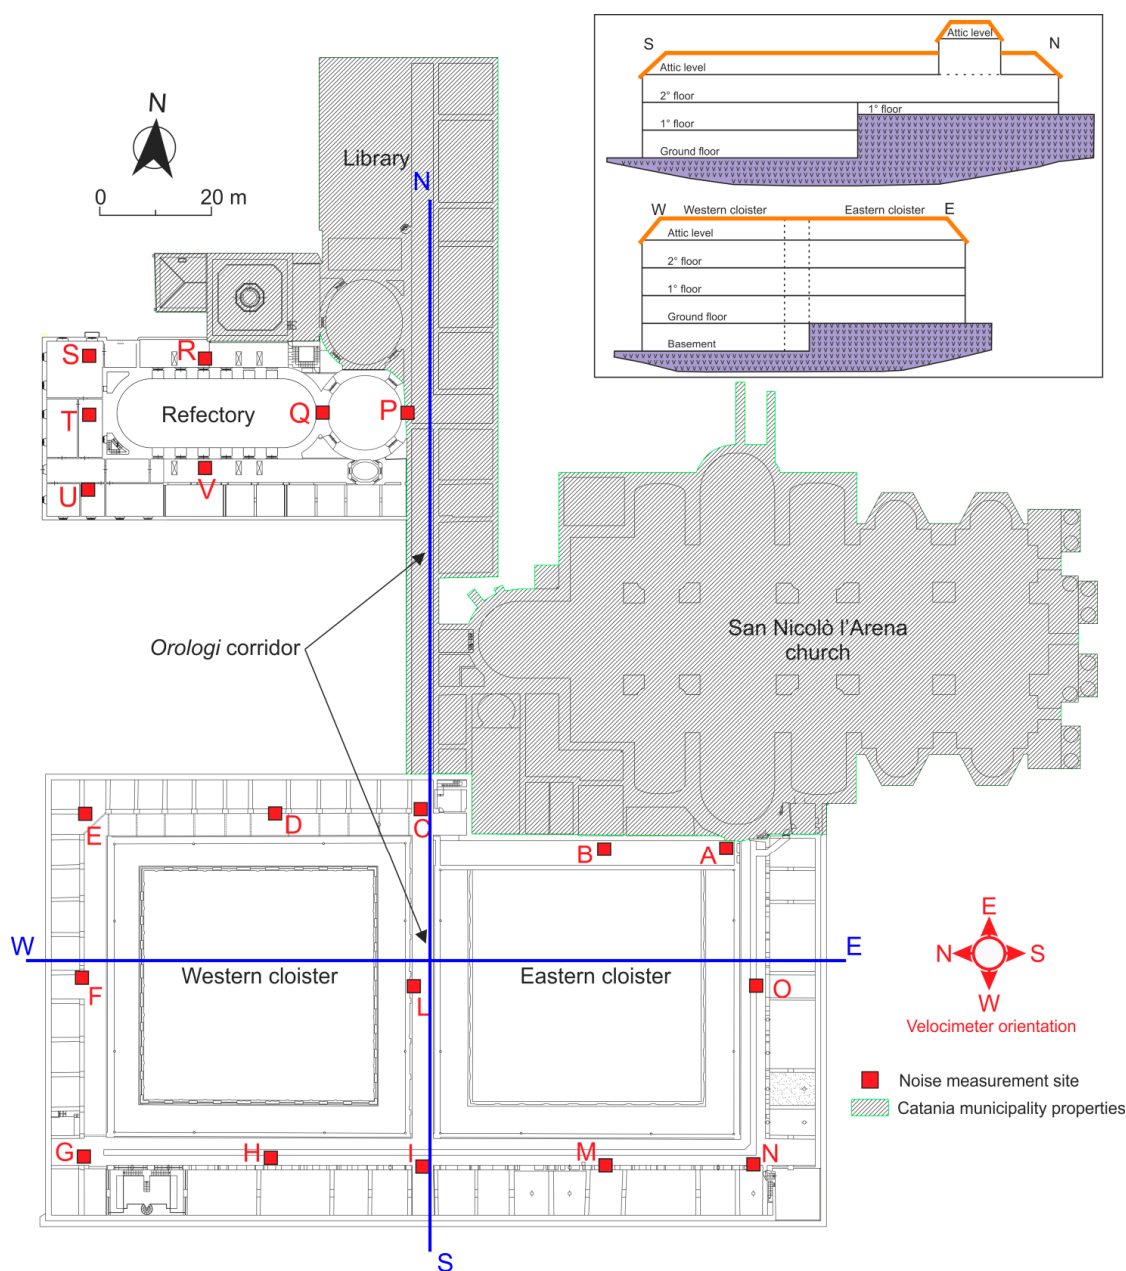 N
0
20 m
Library
N
S
N
Attic level
Attic level
2° floor
1° floor
1° floor
Ground floor
W
Western cloister
Eastern cloister
E
Attic level
2° floor
1° floor
Ground floor
Basement
S
R
T
Refectory
Q
P
U
V
Orologi corridor
San Nicolò l'Arena
church
E
D
C
B
A
W
E
F
Western cloister
L
Eastern cloister
O
E
N
S
W
Velocimeter orientation
Noise measurement site
Catania municipality properties
G
H
I
M
N
S